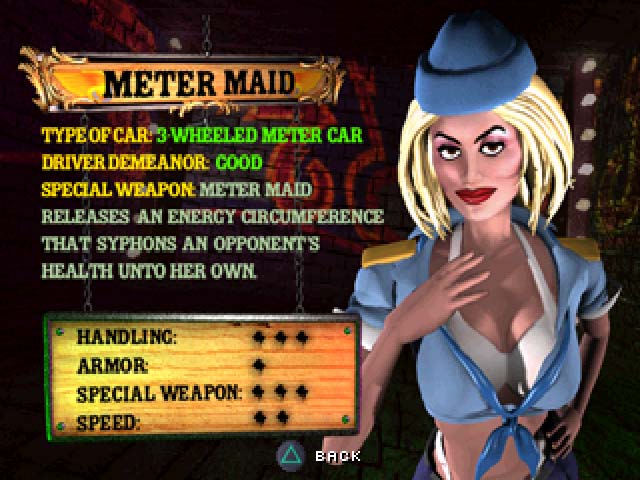 METER MAID
TYPE OF CAR: 3-WHEELED METER CAR
DRIVER DEMEANOR: GOOD
SPECIAL WEAPON: METER MAID
RELEASES AN ENERGY CIRCUMFERENCE
THAT SYPHONS AN OPPONENT'S
HEALTH UNTO HER OWN.
HANDLING:
ARMOR:
SPECIAL WEAPON:
SPEED:
BACK